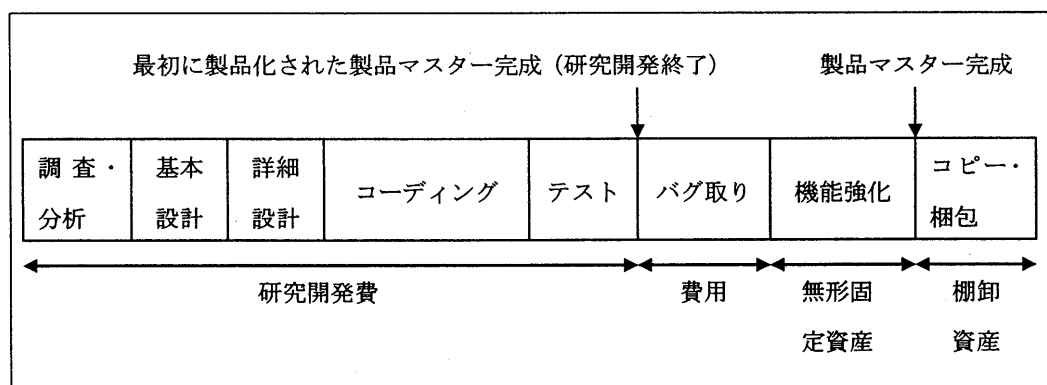 最初に製品化された製品マスター完成（研究開発終了）
製品マスター完成
調査・
分析
基本
設計
詳細
設計
コーディング
テスト
バグ取り
機能強化
コピー・
梱包
研究開発費
費用
無形固
定資産
棚卸
資産